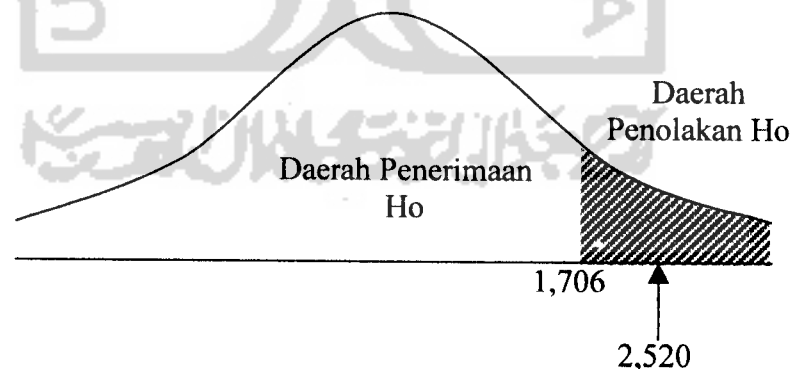 Daerah
Penolakan Ho
Daerah Penerimaan
Ho
1,706
2,520